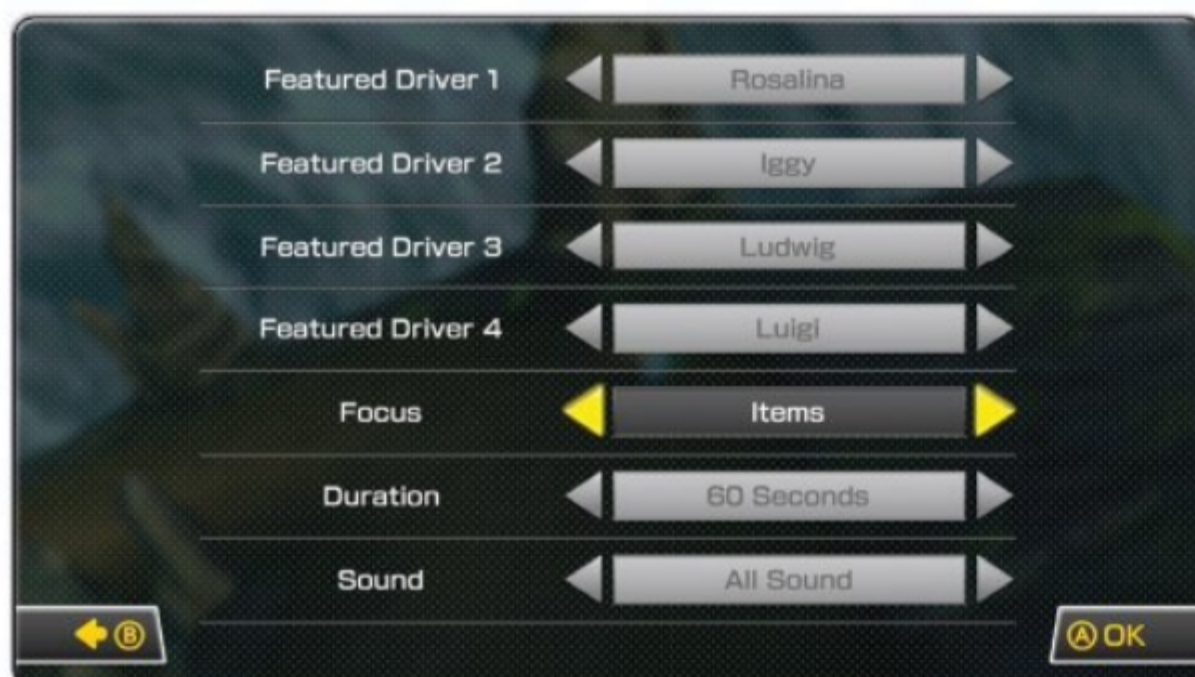 Featured Driver 1 Rosalina
Featured Driver 2 Iggy
Featured Driver 3 Ludwig
Featured Driver 4 Luigi
Focus Items
Duration 60 Seconds
Sound All Sound
B
A OK